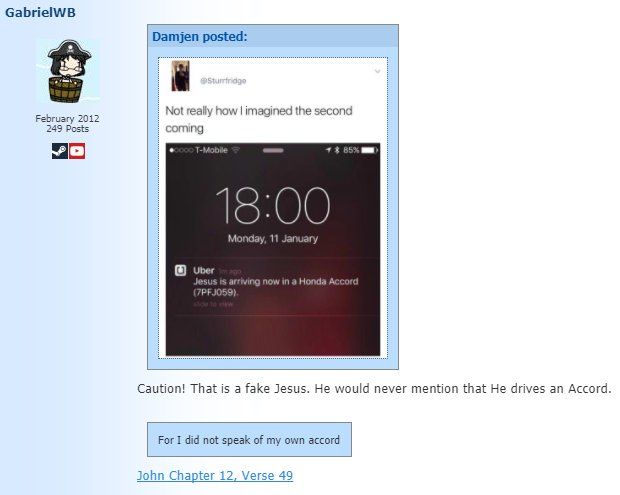 GabrielWB
February 2012
249 Posts
Damjen posted:
@Sturrfridge
Not really how I imagined the second
coming
T-Mobile 85%
18:00
Monday, 11 January
Uber 1m ago
Jesus is arriving now in a Honda Accord
(7PFJ059).
slide to view
Caution! That is a fake Jesus. He would never mention that He drives an Accord.
For I did not speak of my own accord
John Chapter 12, Verse 49